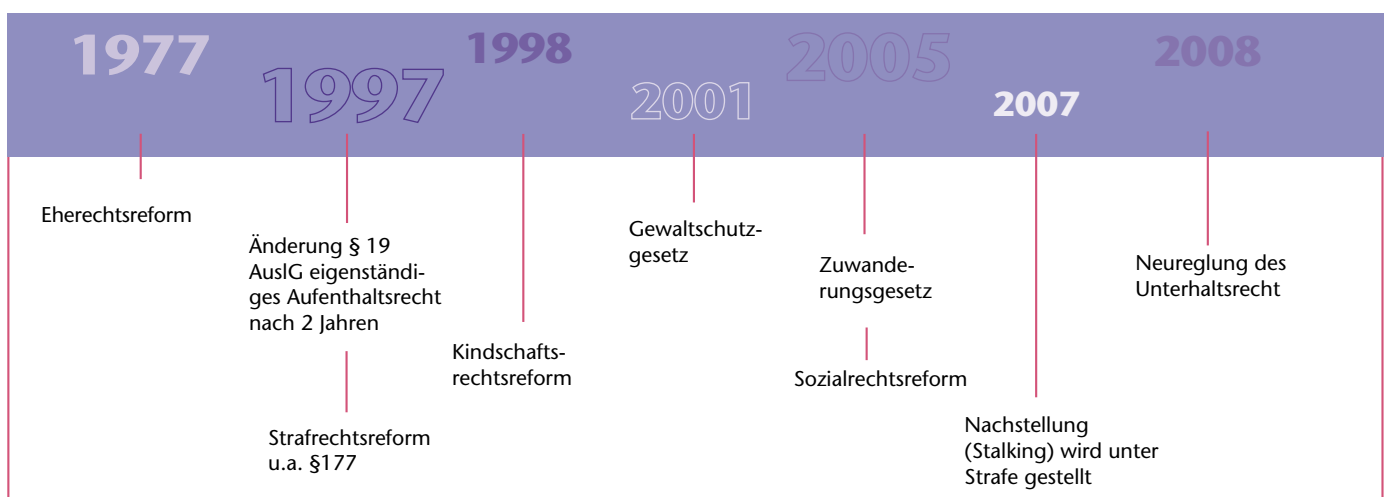 1977
1997
1998
2001
2005
2007
2008
Eherechtsreform
Änderung § 19
AuslG eigenständi-
ges Aufenthaltsrecht
nach 2 Jahren
Strafrechtsreform
u.a. §177
Kindschafts-
rechtsreform
Gewaltschutz-
gesetz
Zuwande-
rungsgesetz
Sozialrechtsreform
Nachstellung
(Stalking) wird unter
Strafe gestellt
Neureglung des
Unterhaltsrecht